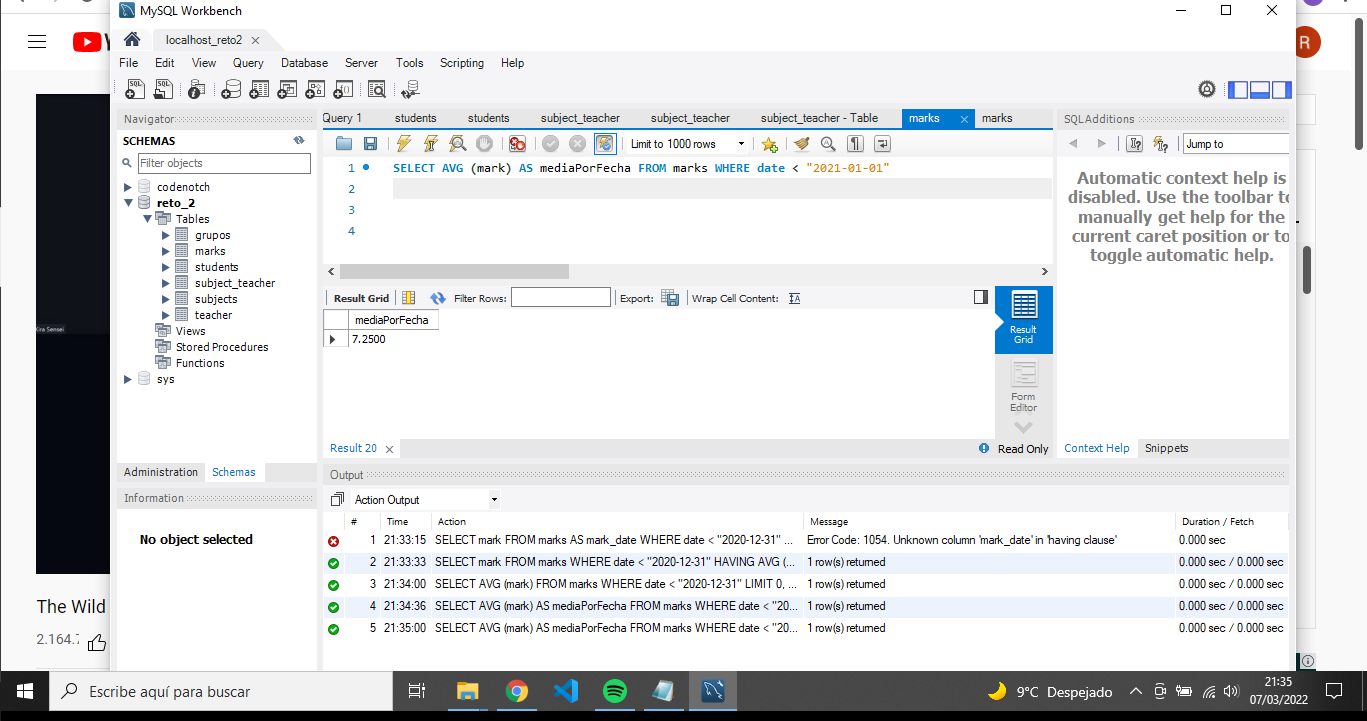 MySQL Workbench
localhost_reto2
File Edit View Query Database Server Tools Scripting Help
Navigator
SCHEMAS
Filter objects
codenotch
reto_2
Tables
grupos
marks
students
subject_teacher
subjects
teacher
Views
Stored Procedures
Functions
sys
Administration Schemas
Information
No object selected
Query 1 students students subject_teacher subject_teacher subject_teacher - Table marks marks
Limit to 1000 rows
1 SELECT AVG (mark) AS mediaPorFecha FROM marks WHERE date < "2021-01-01"
2
3
4
Result Grid Filter Rows: Export: Wrap Cell Content:
mediaPorFecha
7.2500
Result
Grid
Form
Editor
Result 20 Read Only
SQLAdditions
Jump to
Automatic context help is
disabled. Use the toolbar to
manually get help for the
current caret position or to
toggle automatic help.
Context Help Snippets
Output
Action Output
# Time Action Message Duration / Fetch
1 21:33:15 SELECT mark FROM marks AS mark_date WHERE date < "2020-12-31" ... Error Code: 1054. Unknown column 'mark_date' in 'having clause' 0.000 sec
2 21:33:33 SELECT mark FROM marks WHERE date < "2020-12-31" HAVING AVG (... 1 row(s) returned 0.000 sec / 0.000 sec
3 21:34:00 SELECT AVG (mark) FROM marks WHERE date < "2020-12-31" LIMIT 0, ... 1 row(s) returned 0.000 sec / 0.000 sec
4 21:34:36 SELECT AVG (mark) AS mediaPorFecha FROM marks WHERE date < "20... 1 row(s) returned 0.000 sec / 0.000 sec
5 21:35:00 SELECT AVG (mark) AS mediaPorFecha FROM marks WHERE date < "20... 1 row(s) returned 0.000 sec / 0.000 sec
R
Kira Sensei
The Wild
2.164.7
Escribe aquí para buscar
9°C Despejado
21:35
07/03/2022